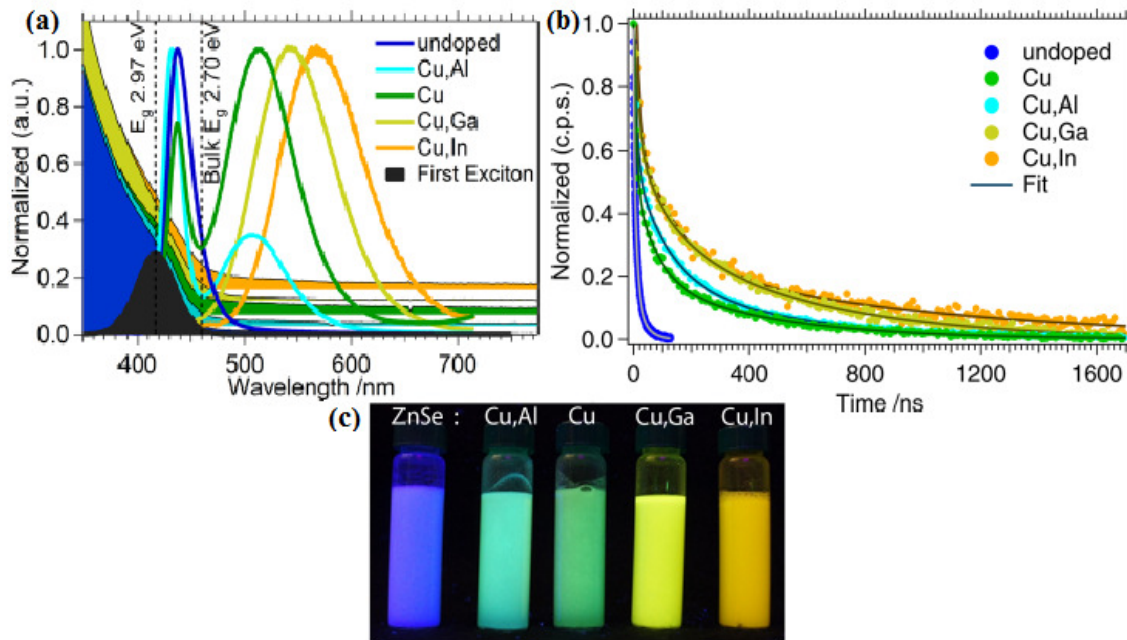 (a)
Normalized (a.u.)
1.0
0.8
0.6
0.4
0.2
0.0
E_g 2.97 eV
Bulk E_g 2.70 eV
undoped
Cu,Al
Cu
Cu,Ga
Cu,In
First Exciton
400 500 600 700
Wavelength /nm
(b)
Normalized (c.p.s.)
1.0
0.8
0.6
0.4
0.2
0.0
undoped
Cu
Cu,Al
Cu,Ga
Cu,In
Fit
0 400 800 1200 1600
Time /ns
(c)
ZnSe : Cu,Al Cu Cu,Ga Cu,In